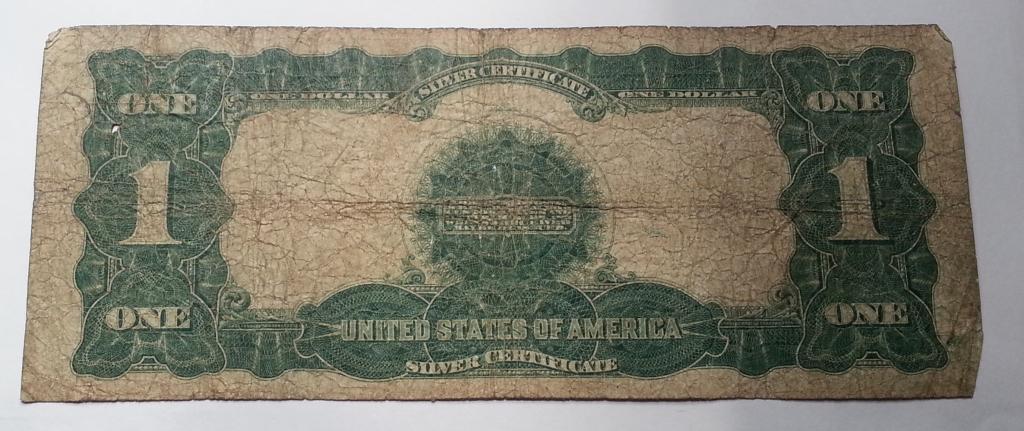 SILVER CERTIFICATE
ONE ONE DOLLAR ONE DOLLAR ONE
1 1
ONE ONE
UNITED STATES OF AMERICA
SILVER CERTIFICATE